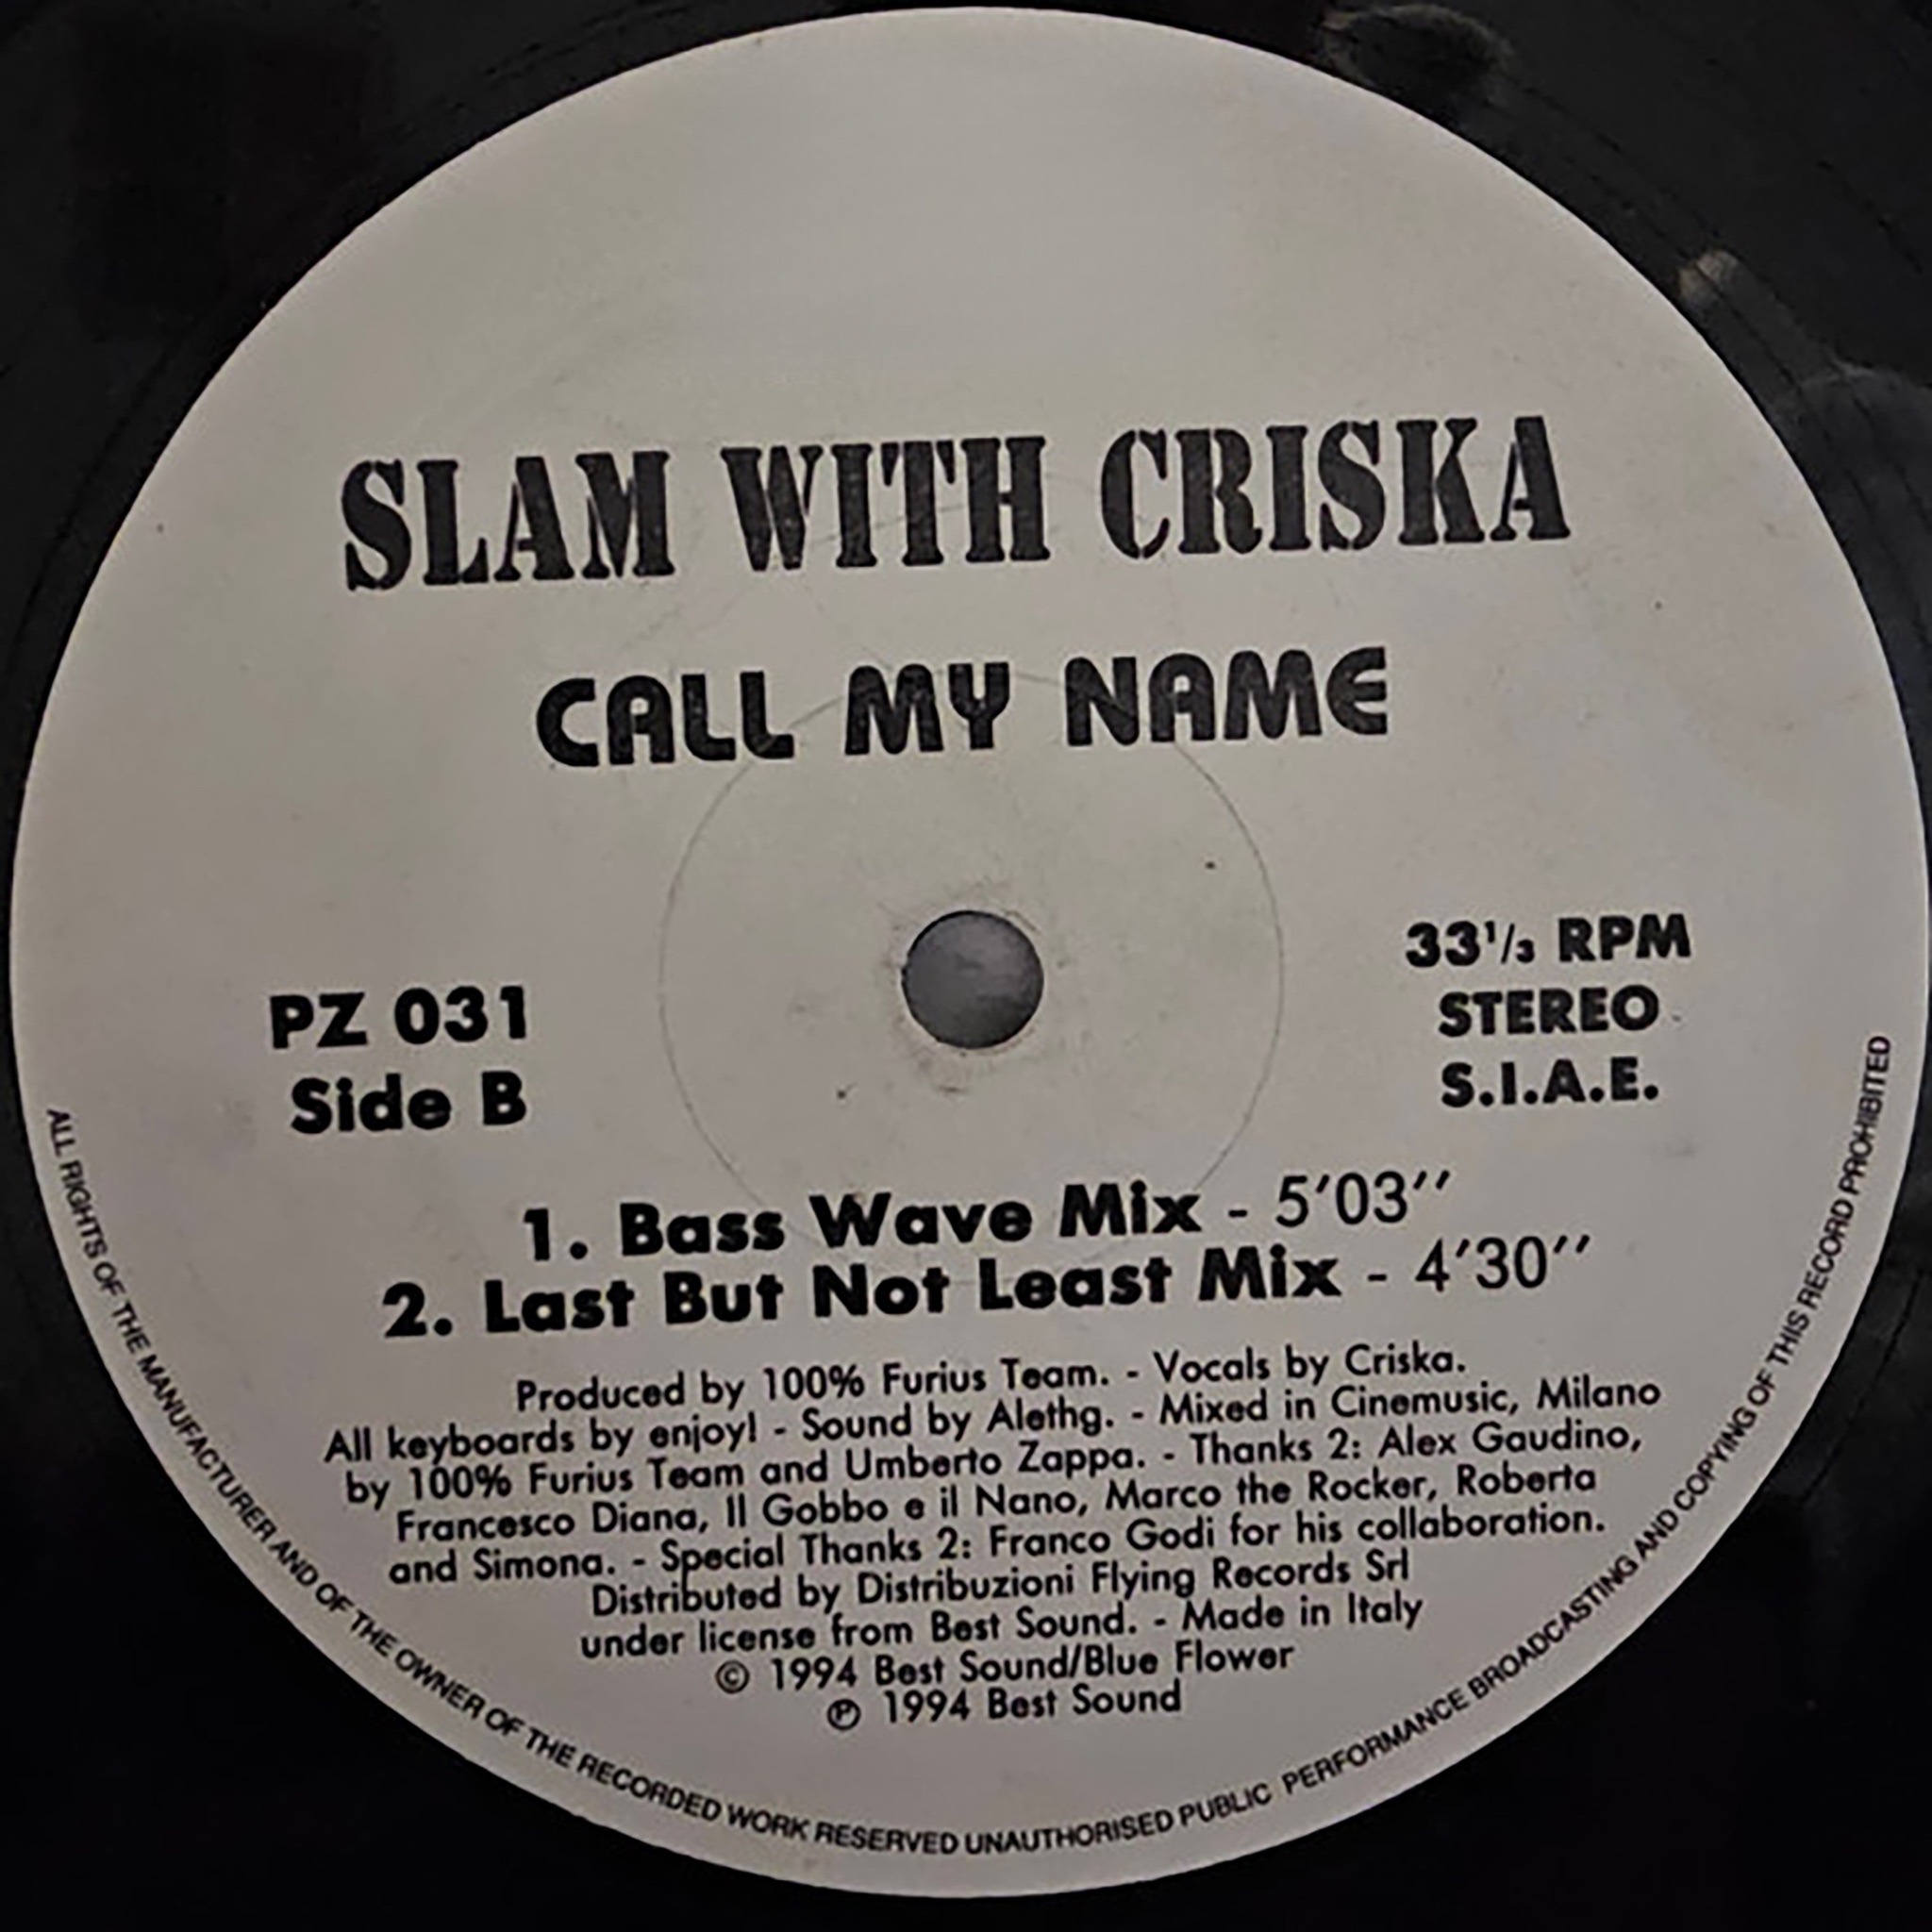 SLAM WITH CRISKA
CALL MY NAME
PZ 031
Side B
33¹/₃ RPM
STEREO
S.I.A.E.
1. Bass Wave Mix - 5'03''
2. Last But Not Least Mix - 4'30''
Produced by 100% Furius Team. - Vocals by Criska.
All keyboards by enjoy! - Sound by Alethg. - Mixed in Cinemusic, Milano
by 100% Furius Team and Umberto Zappa. - Thanks 2: Alex Gaudino,
Francesco Diana, Il Gobbo e il Nano, Marco the Rocker, Roberta
and Simona. - Special Thanks 2: Franco Godi for his collaboration.
Distributed by Distribuzioni Flying Records Srl
under license from Best Sound. - Made in Italy
© 1994 Best Sound/Blue Flower
℗ 1994 Best Sound
ALL RIGHTS OF THE MANUFACTURER AND OF THE OWNER OF THE RECORDED WORK RESERVED UNAUTHORISED PUBLIC PERFORMANCE BROADCASTING AND COPYING OF THIS RECORD PROHIBITED